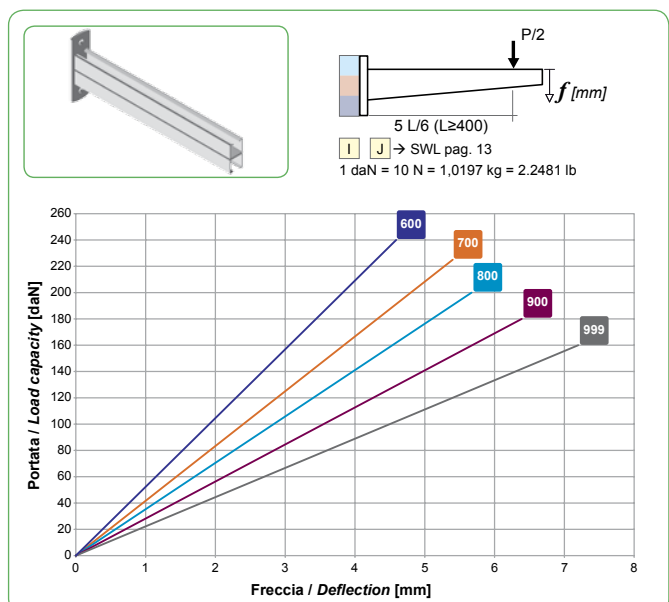 P/2
f [mm]
5 L/6 (L≥400)
I J → SWL pag. 13
1 daN = 10 N = 1,0197 kg = 2.2481 lb
Portata / Load capacity [daN]
260
240
220
200
180
160
140
120
100
80
60
40
20
0
600
700
800
900
999
0 1 2 3 4 5 6 7 8
Freccia / Deflection [mm]